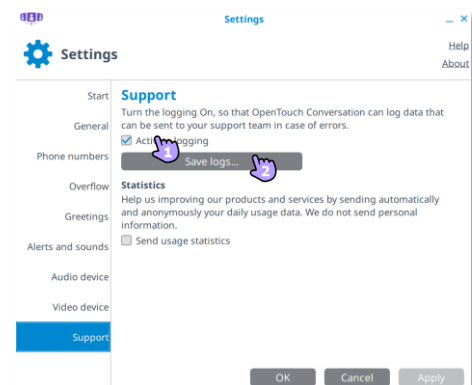 Settings
Settings
Help
About
Start
General
Phone numbers
Overflow
Greetings
Alerts and sounds
Audio device
Video device
Support
Support
Turn the logging On, so that OpenTouch Conversation can log data that
can be sent to your support team in case of errors.
logging
1
Save logs...
2
Statistics
Help us improving our products and services by sending automatically
and anonymously your daily usage data. We do not send personal
information.
Send usage statistics
OK
Cancel
Apply